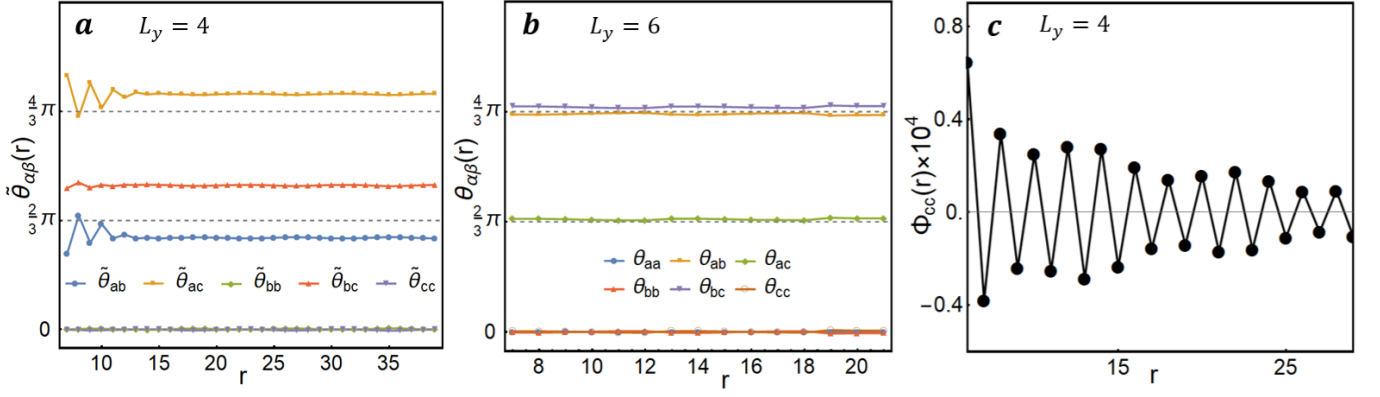 a L_y = 4
θ̃_αβ(r)
4/3 π
2/3 π
0
θ̃_ab θ̃_ac θ̃_bb θ̃_bc θ̃_cc
10 15 20 25 30 35
r
b L_y = 6
θ_αβ(r)
4/3 π
2/3 π
0
θ_aa θ_ab θ_ac
θ_bb θ_bc θ_cc
8 10 12 14 16 18 20
r
c L_y = 4
Φ_cc(r)×10^4
0.8
0.4
0.
−0.4
15 25
r